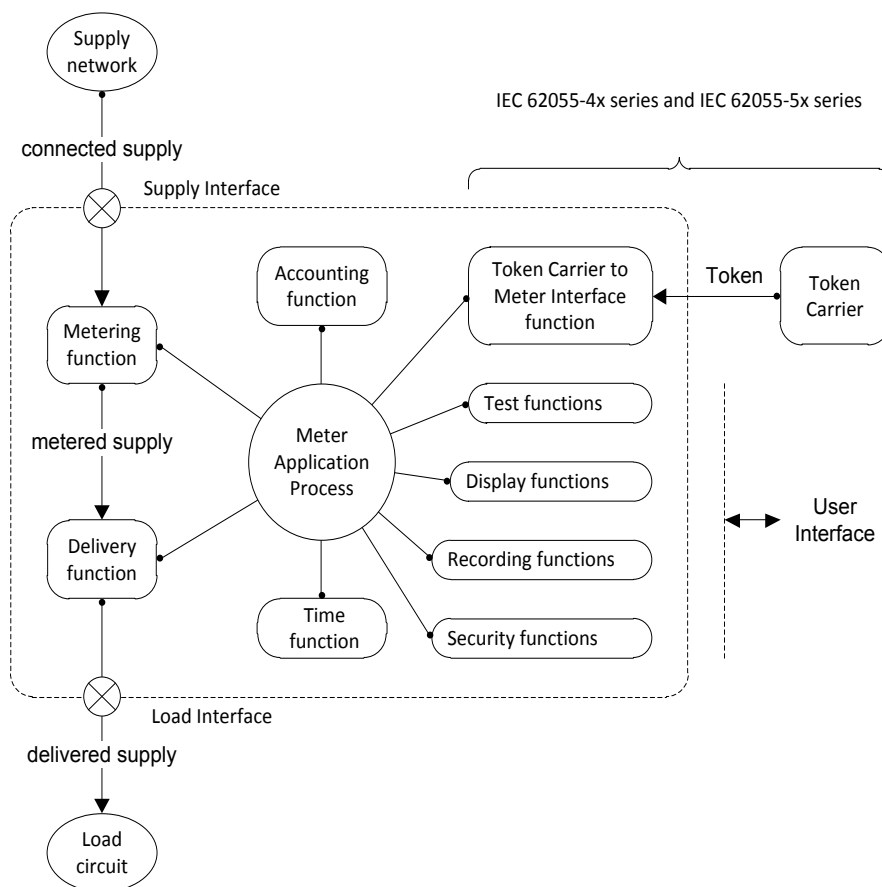 Supply
network
IEC 62055-4x series and IEC 62055-5x series
connected supply
Supply Interface
Accounting
function
Token Carrier to
Meter Interface
function
Token
Token
Carrier
Metering
function
Test functions
metered supply
Meter
Application
Process
Display functions
User
Interface
Delivery
function
Recording functions
Time
function
Security functions
Load Interface
delivered supply
Load
circuit